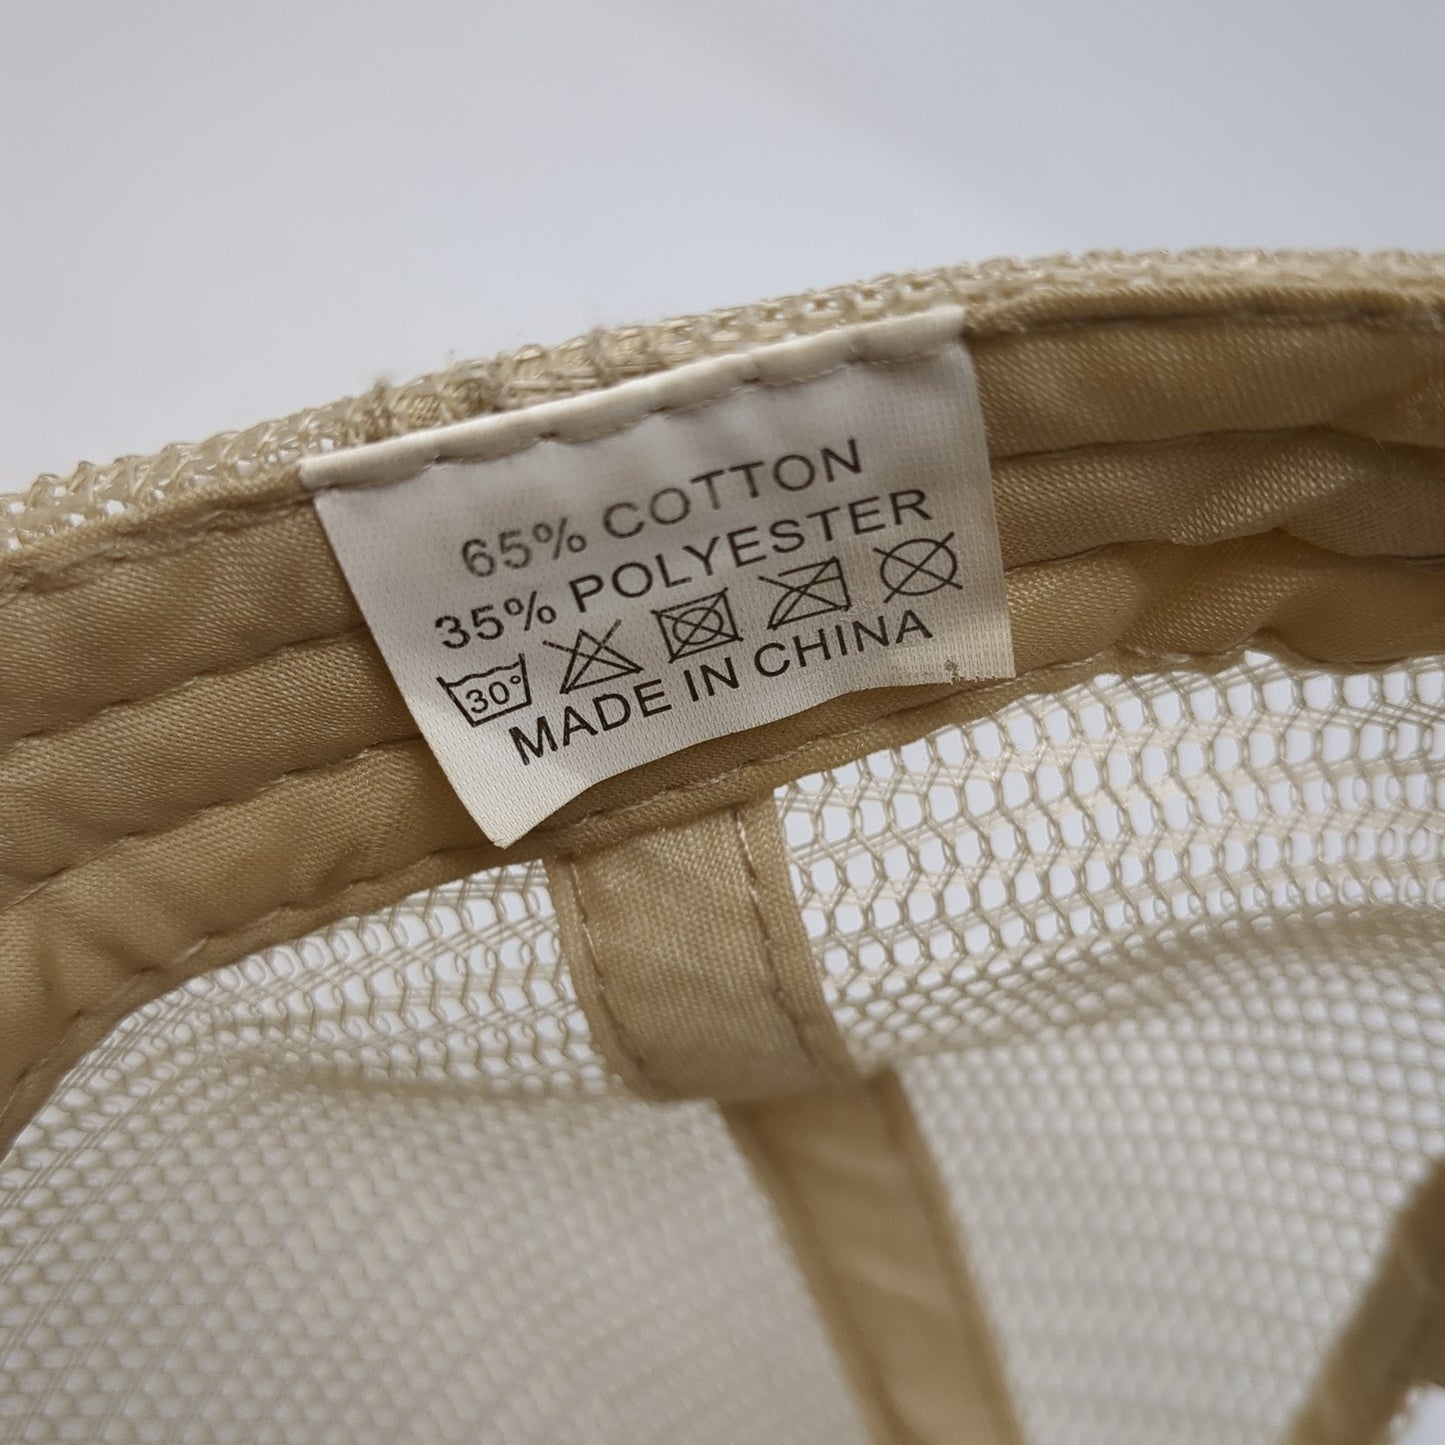 65% COTTON
35% POLYESTER
30°
MADE IN CHINA